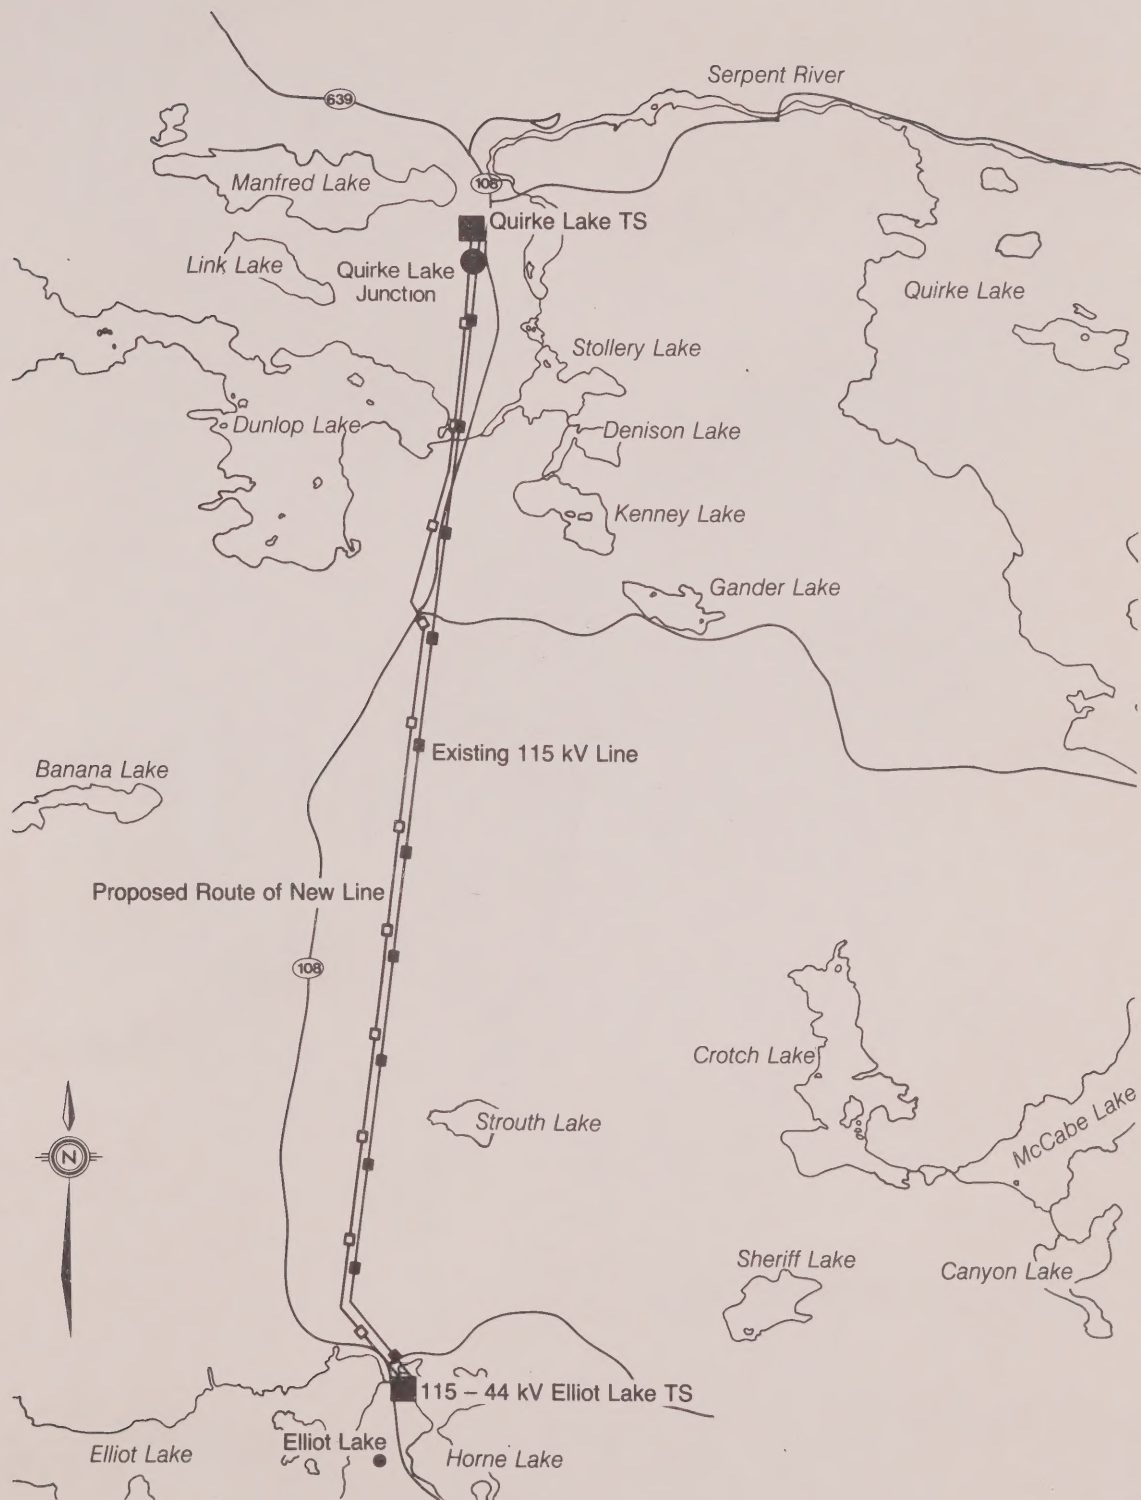 Serpent River
639
Manfred Lake
108
Quirke Lake TS
Link Lake
Quirke Lake
Junction
Quirke Lake
Stollery Lake
Dunlop Lake
Denison Lake
Kenney Lake
Gander Lake
Existing 115 kV Line
Banana Lake
Proposed Route of New Line
108
Crotch Lake
Strouth Lake
McCabe Lake
N
Sheriff Lake
Canyon Lake
115 – 44 kV Elliot Lake TS
Elliot Lake
Elliot Lake
Horne Lake